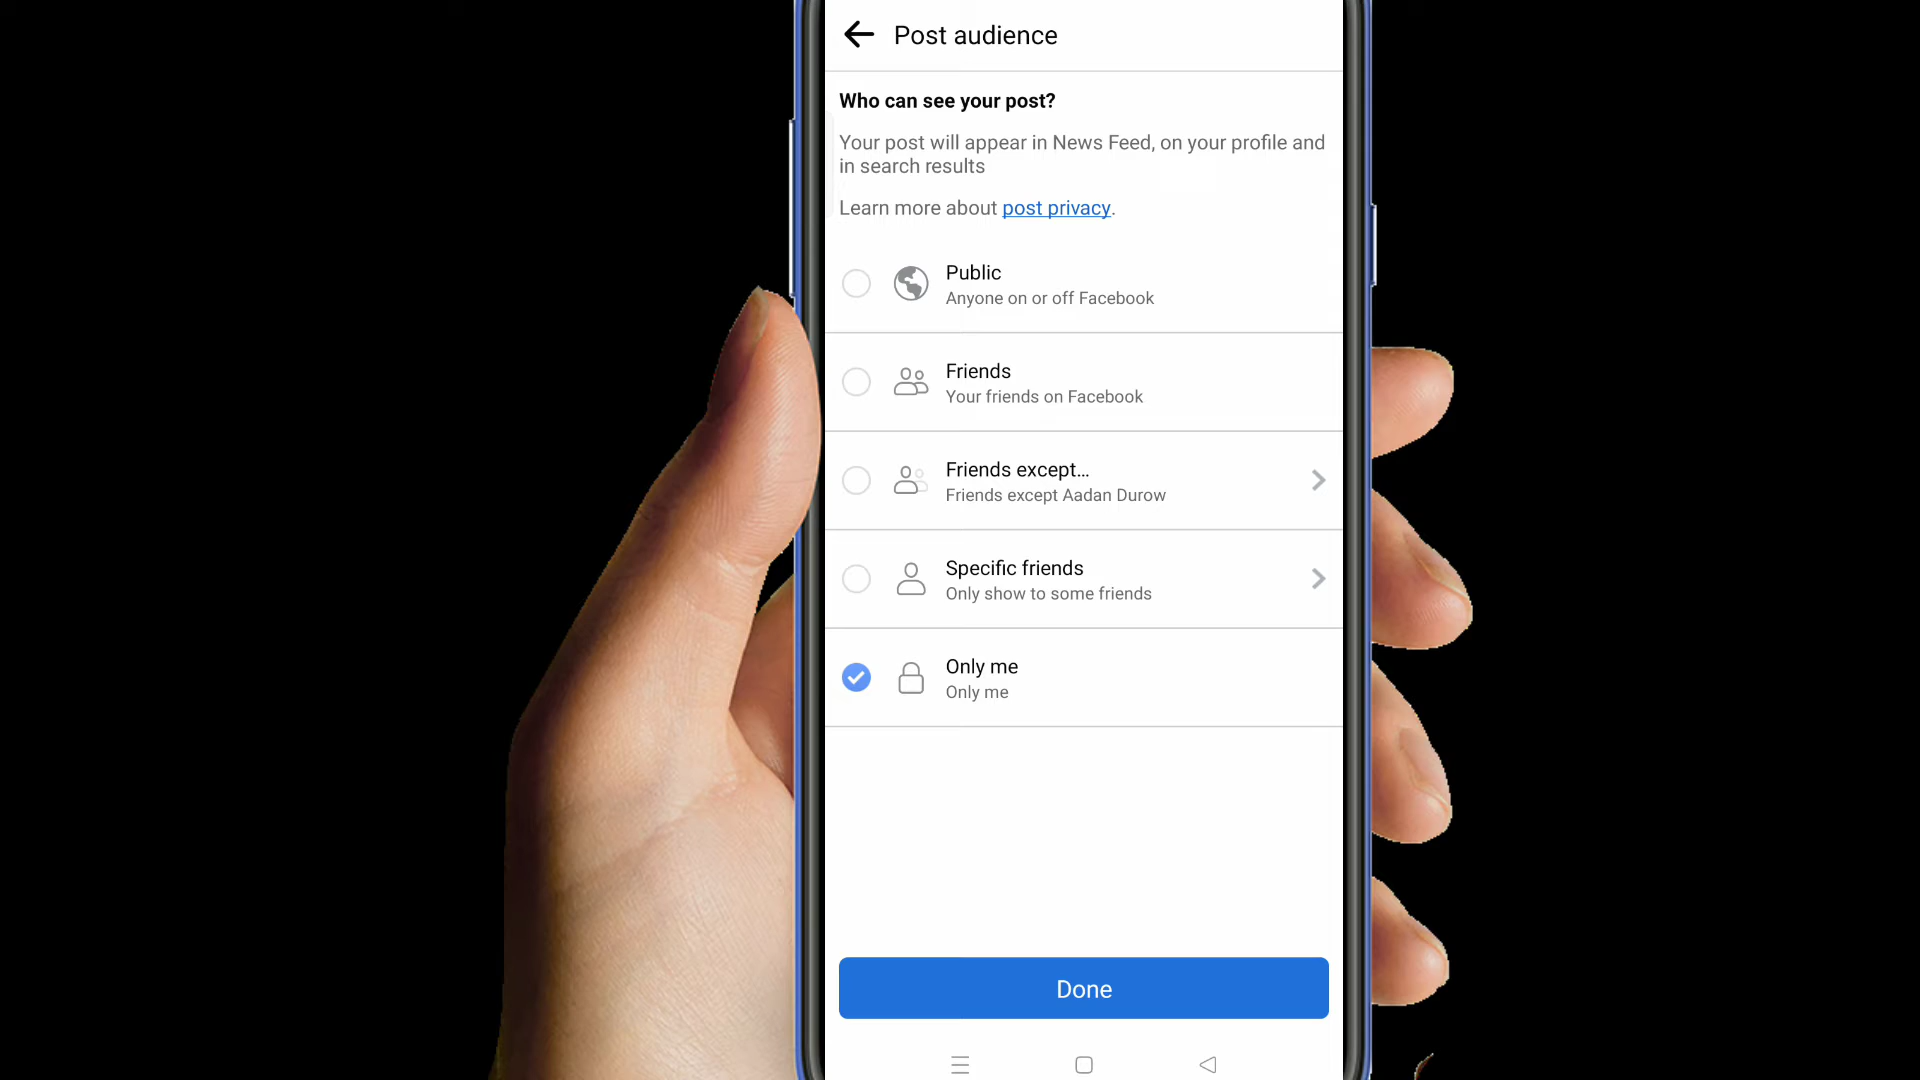 Post audience
Who can see your post?
Your post will appear in News Feed, on your profile and
in search results
Learn more about post privacy.
Public
Anyone on or off Facebook
Friends
Your friends on Facebook
Friends except...
Friends except Aadan Durow
Specific friends
Only show to some friends
Only me
Only me
Done